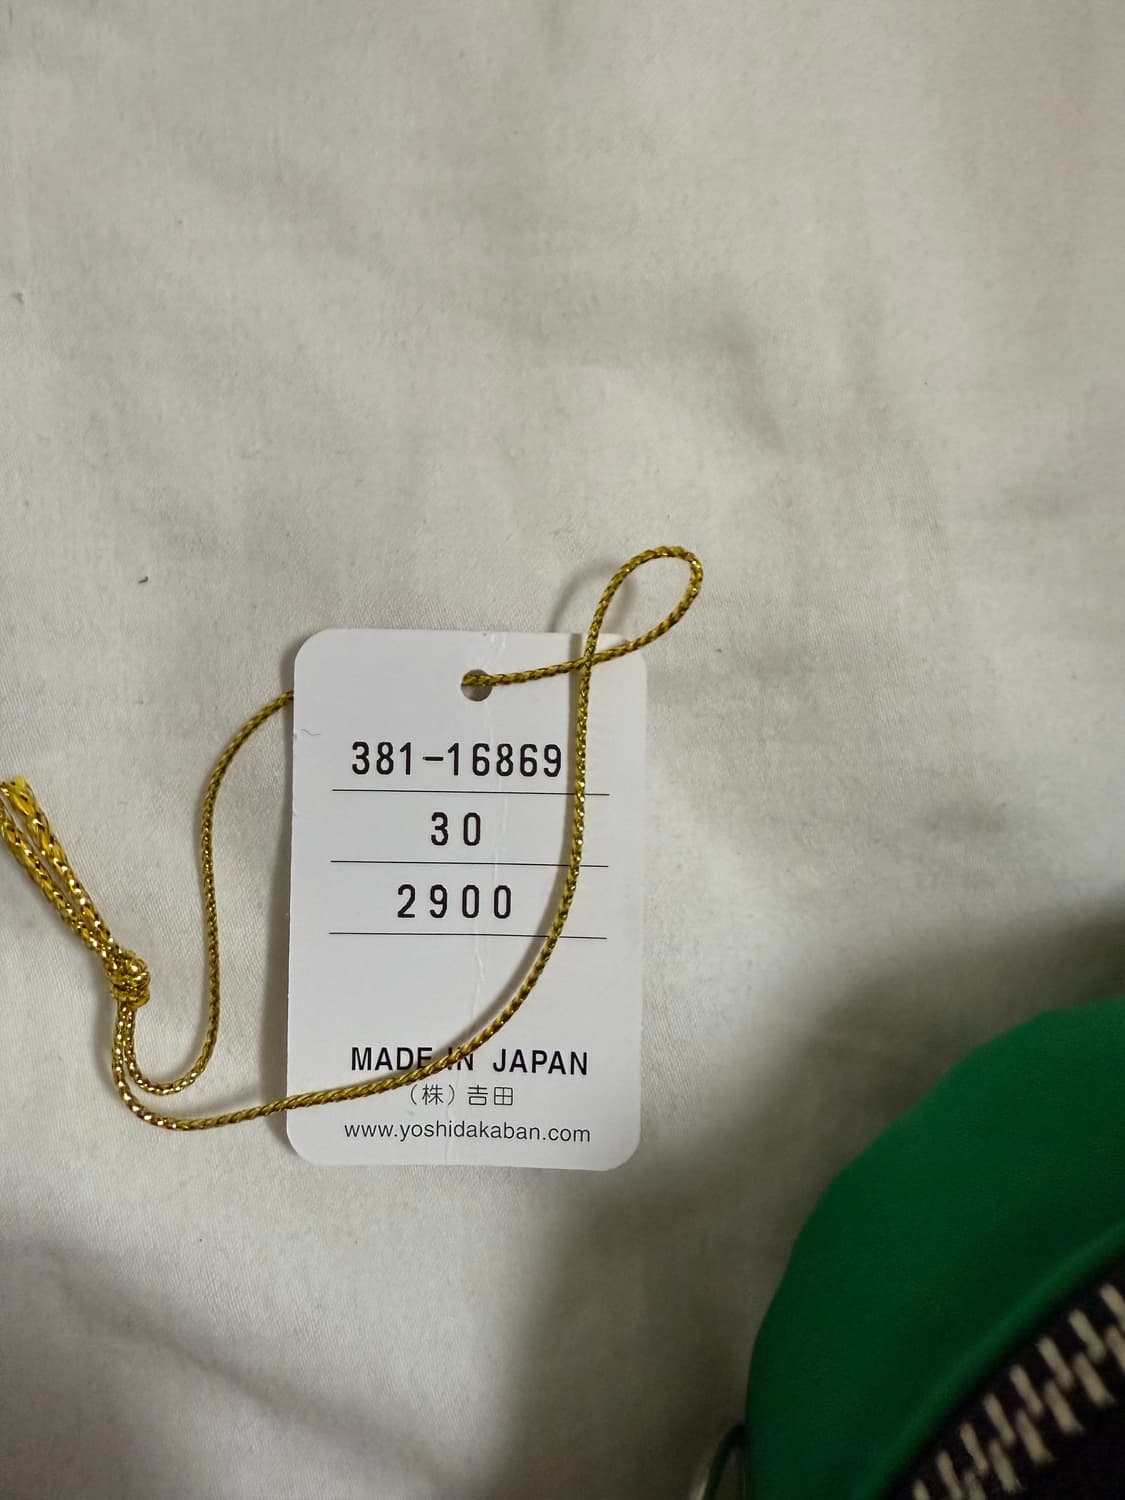 381-16869
30
2900
MADE IN JAPAN
(株)吉田
www.yoshidakaban.com